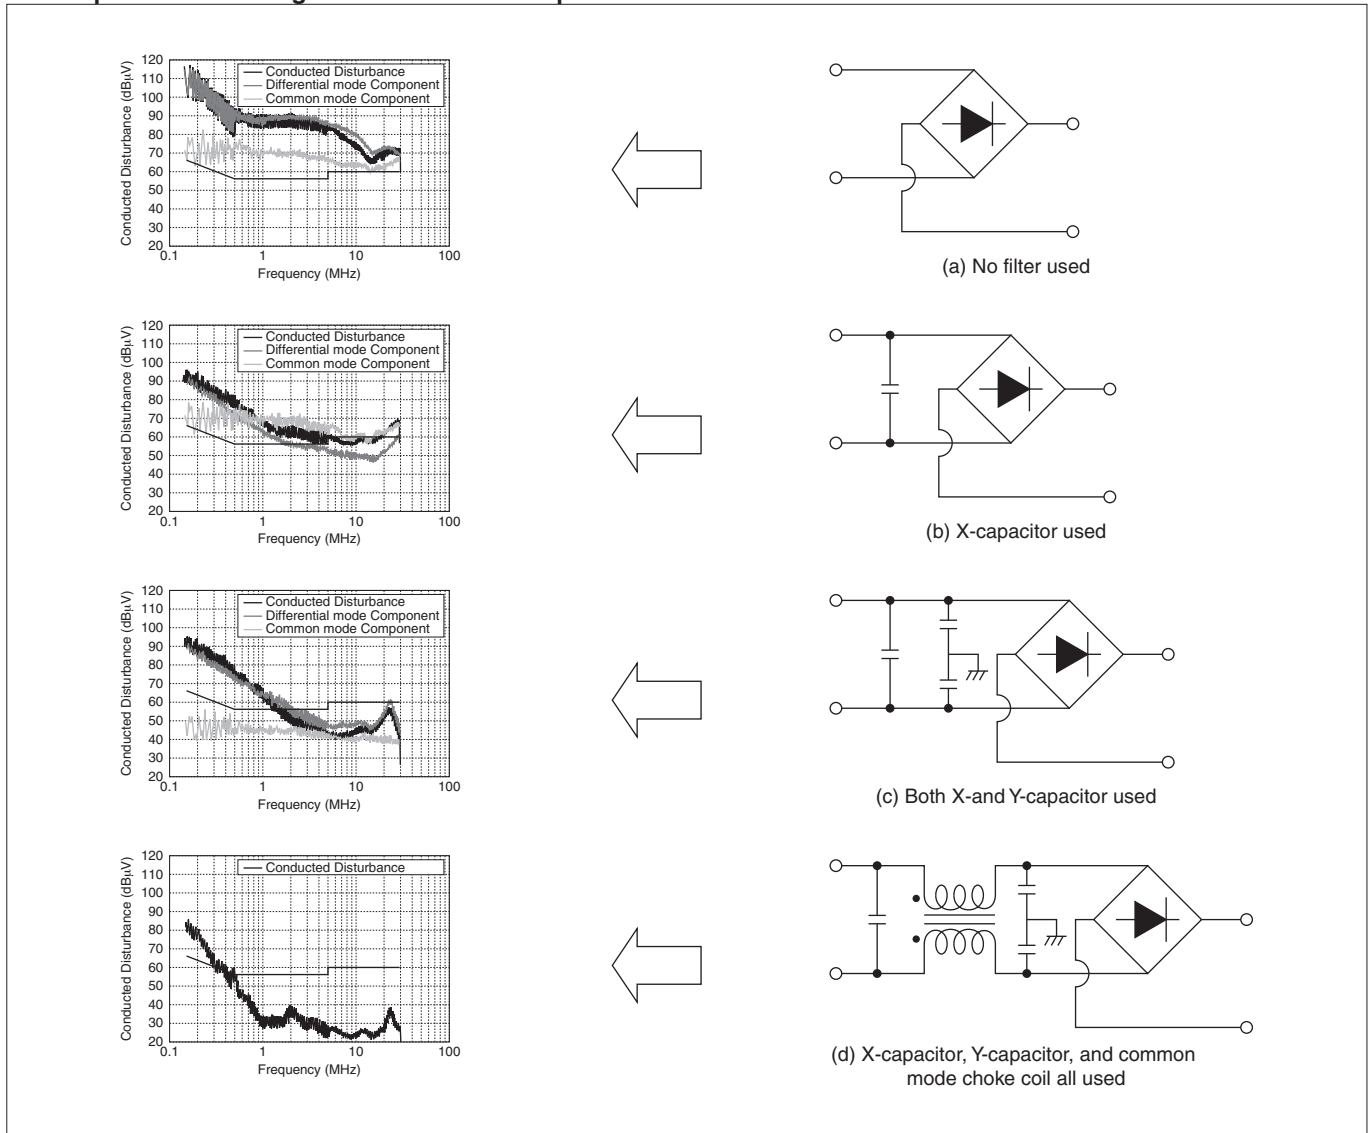 Conducted Disturbance (dBµV)
120
110
100
90
80
70
60
50
40
30
20
0.1
1
10
100
Frequency (MHz)
Conducted Disturbance
Differential mode Component
Common mode Component
(a) No filter used
Conducted Disturbance (dBµV)
120
110
100
90
80
70
60
50
40
30
20
0.1
1
10
100
Frequency (MHz)
Conducted Disturbance
Differential mode Component
Common mode Component
(b) X-capacitor used
Conducted Disturbance (dBµV)
120
110
100
90
80
70
60
50
40
30
20
0.1
1
10
100
Frequency (MHz)
Conducted Disturbance
Differential mode Component
Common mode Component
(c) Both X-and Y-capacitor used
Conducted Disturbance (dBµV)
120
110
100
90
80
70
60
50
40
30
20
0.1
1
10
100
Frequency (MHz)
Conducted Disturbance
(d) X-capacitor, Y-capacitor, and common
mode choke coil all used